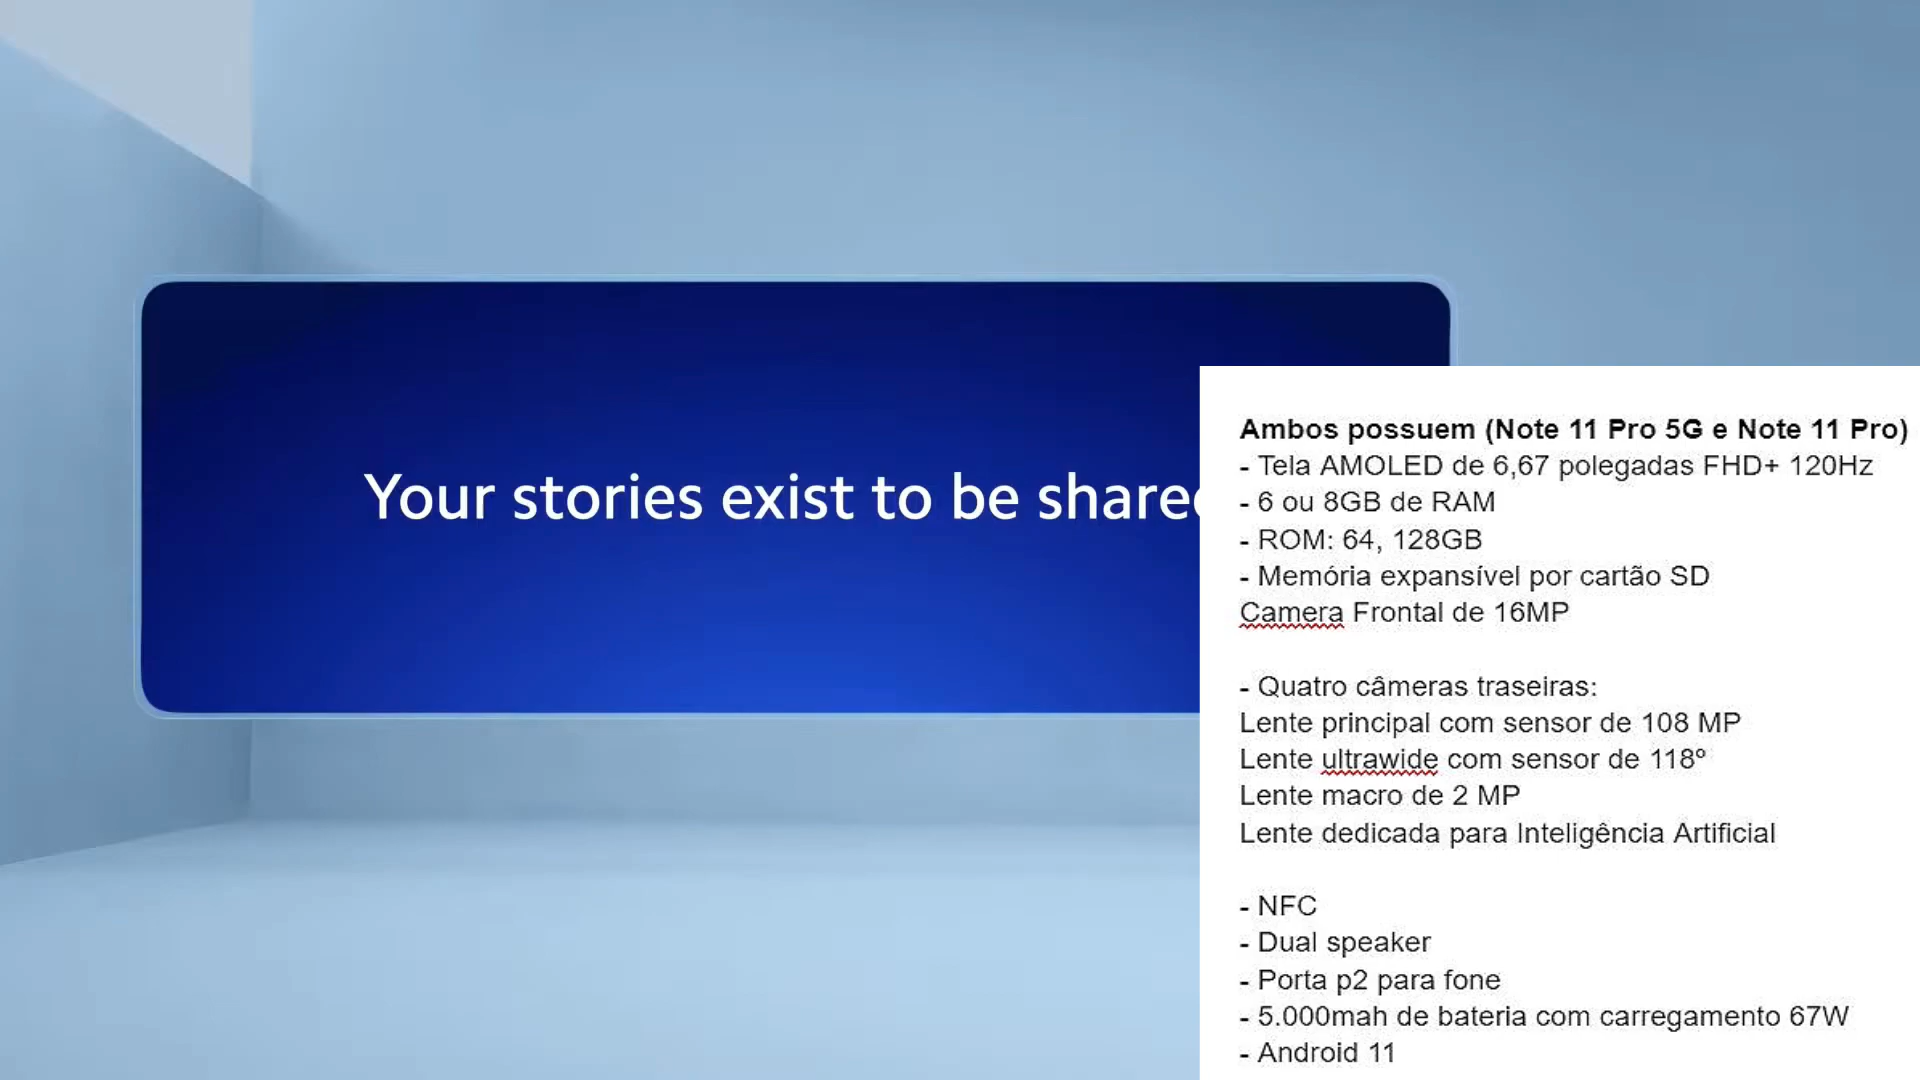 Your stories exist to be shared
Ambos possuem (Note 11 Pro 5G e Note 11 Pro)
- Tela AMOLED de 6,67 polegadas FHD+ 120Hz
- 6 ou 8GB de RAM
- ROM: 64, 128GB
- Memória expansível por cartão SD
Camera Frontal de 16MP
- Quatro câmeras traseiras:
Lente principal com sensor de 108 MP
Lente ultrawide com sensor de 118º
Lente macro de 2 MP
Lente dedicada para Inteligência Artificial
- NFC
- Dual speaker
- Porta p2 para fone
- 5.000mah de bateria com carregamento 67W
- Android 11